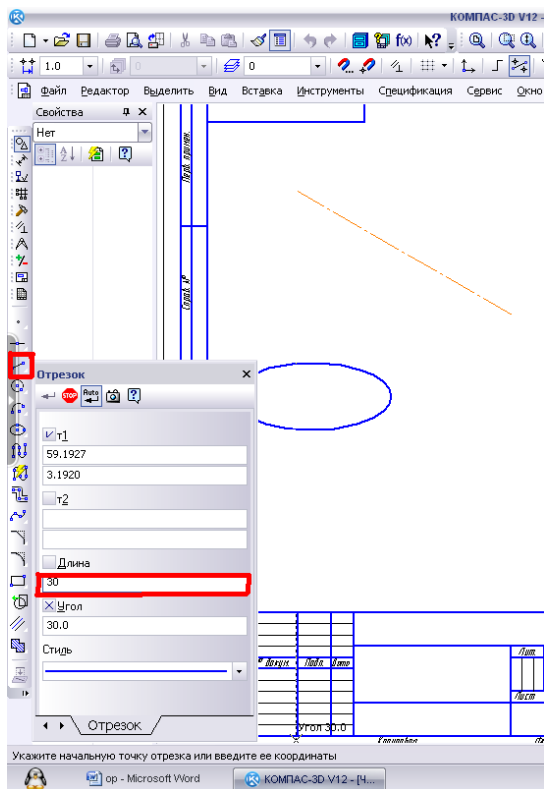 КОМПАС-3D V12 -
1.0
0
0
Файл Редактор Выделить Вид Вставка Инструменты Спецификация Сервис Окно
Свойства
Нет
Перв. примен.
Справ. №
Отрезок
STOP Auto
т1
59.1927
3.1920
т2
Длина
30
Угол
30.0
Стиль
№ докум. Подп. Дата
Лит.
Лист
Отрезок
Угол 30.0
Копировал
Укажите начальную точку отрезка или введите ее координаты
op - Microsoft Word
КОМПАС-3D V12 - [Ч...